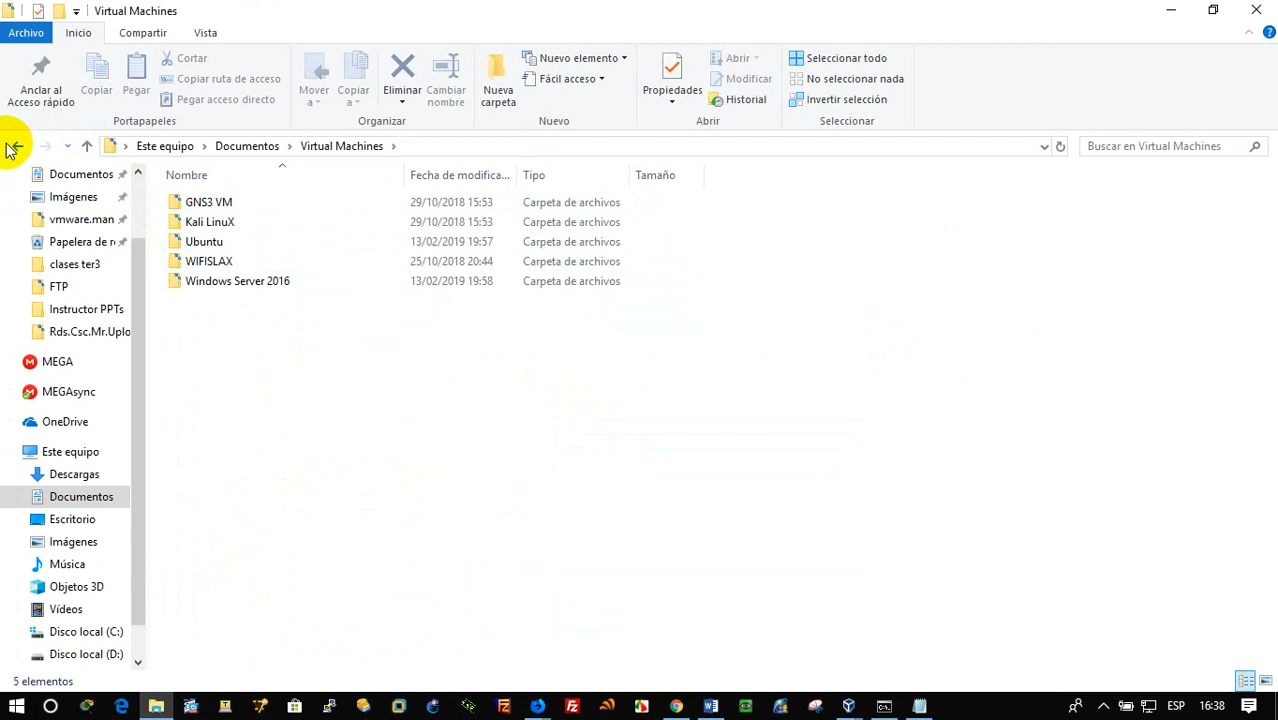 Virtual Machines
Archivo Inicio Compartir Vista
Anclar al Acceso rápido
Copiar
Pegar
Cortar
Copiar ruta de acceso
Pegar acceso directo
Portapapeles
Mover a
Copiar a
Eliminar
Cambiar nombre
Organizar
Nueva carpeta
Nuevo elemento
Fácil acceso
Nuevo
Propiedades
Abrir
Modificar
Historial
Abrir
Seleccionar todo
No seleccionar nada
Invertir selección
Seleccionar
Este equipo > Documentos > Virtual Machines >
Buscar en Virtual Machines
Documentos
Imágenes
vmware.man
Papelera de r
clases ter3
FTP
Instructor PPTs
Rds.Csc.Mr.Uplo
MEGA
MEGAsync
OneDrive
Este equipo
Descargas
Documentos
Escritorio
Imágenes
Música
Objetos 3D
Vídeos
Disco local (C:)
Disco local (D:)
Nombre Fecha de modifica... Tipo Tamaño
GNS3 VM 29/10/2018 15:53 Carpeta de archivos
Kali LinuX 29/10/2018 15:53 Carpeta de archivos
Ubuntu 13/02/2019 19:57 Carpeta de archivos
WIFISLAX 25/10/2018 20:44 Carpeta de archivos
Windows Server 2016 13/02/2019 19:58 Carpeta de archivos
5 elementos
ESP 16:38